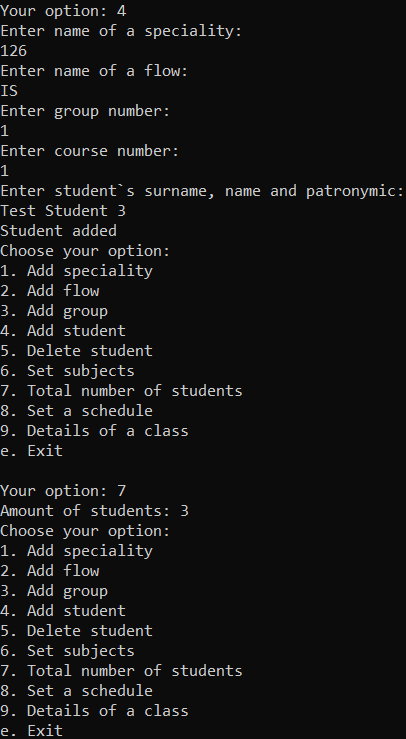 Your option: 4
Enter name of a speciality:
126
Enter name of a flow:
IS
Enter group number:
1
Enter course number:
1
Enter student`s surname, name and patronymic:
Test Student 3
Student added
Choose your option:
1. Add speciality
2. Add flow
3. Add group
4. Add student
5. Delete student
6. Set subjects
7. Total number of students
8. Set a schedule
9. Details of a class
e. Exit

Your option: 7
Amount of students: 3
Choose your option:
1. Add speciality
2. Add flow
3. Add group
4. Add student
5. Delete student
6. Set subjects
7. Total number of students
8. Set a schedule
9. Details of a class
e. Exit